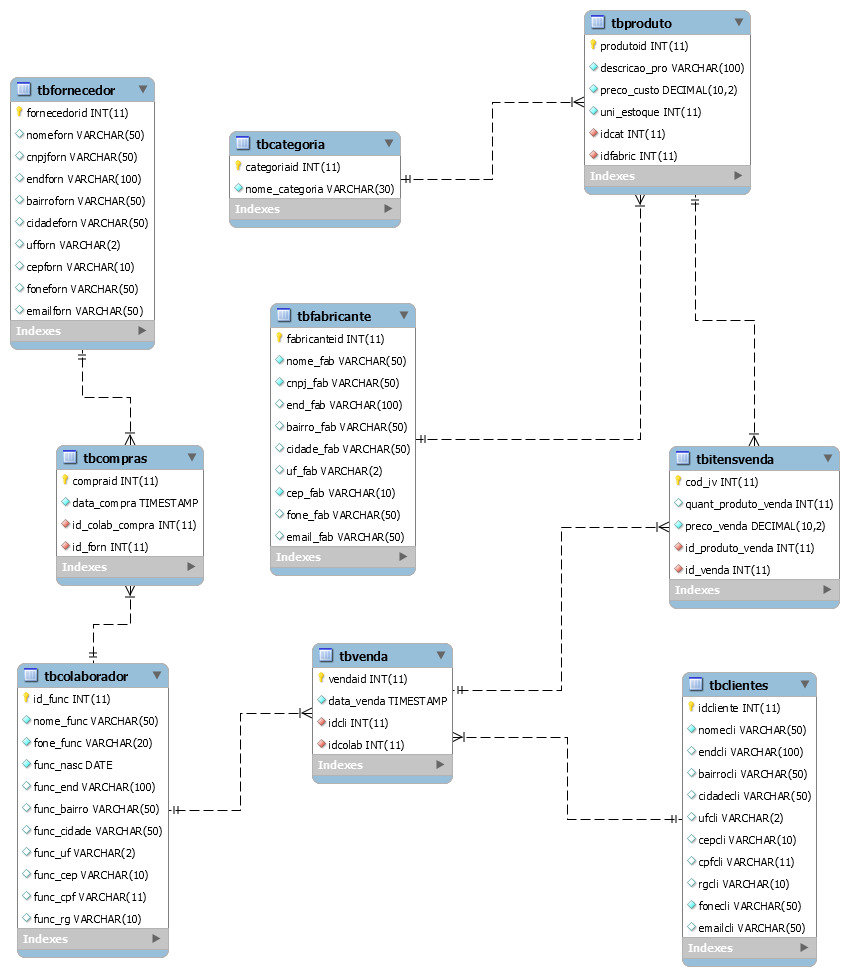 tbproduto
produtoid INT(11)
descricao_pro VARCHAR(100)
preco_custo DECIMAL(10,2)
uni_estoque INT(11)
idcat INT(11)
idfabric INT(11)
Indexes
tbfornecedor
fornecedorid INT(11)
nomeforn VARCHAR(50)
cnpjforn VARCHAR(50)
endforn VARCHAR(100)
bairroforn VARCHAR(50)
cidadeforn VARCHAR(50)
ufforn VARCHAR(2)
cepforn VARCHAR(10)
foneforn VARCHAR(50)
emailforn VARCHAR(50)
Indexes
tbcategoria
categoriaid INT(11)
nome_categoria VARCHAR(30)
Indexes
tbfabricante
fabricanteid INT(11)
nome_fab VARCHAR(50)
cnpj_fab VARCHAR(50)
end_fab VARCHAR(100)
bairro_fab VARCHAR(50)
cidade_fab VARCHAR(50)
uf_fab VARCHAR(2)
cep_fab VARCHAR(10)
fone_fab VARCHAR(50)
email_fab VARCHAR(50)
Indexes
tbcompras
compraid INT(11)
data_compra TIMESTAMP
id_colab_compra INT(11)
id_forn INT(11)
Indexes
tbitensvenda
cod_iv INT(11)
quant_produto_venda INT(11)
preco_venda DECIMAL(10,2)
id_produto_venda INT(11)
id_venda INT(11)
Indexes
tbcolaborador
id_func INT(11)
nome_func VARCHAR(50)
fone_func VARCHAR(20)
func_nasc DATE
func_end VARCHAR(100)
func_bairro VARCHAR(50)
func_cidade VARCHAR(50)
func_uf VARCHAR(2)
func_cep VARCHAR(10)
func_cpf VARCHAR(11)
func_rg VARCHAR(10)
Indexes
tbvenda
vendaid INT(11)
data_venda TIMESTAMP
idcli INT(11)
idcolab INT(11)
Indexes
tbclientes
idcliente INT(11)
nomecli VARCHAR(50)
endcli VARCHAR(100)
bairrocli VARCHAR(50)
cidadecli VARCHAR(50)
ufcli VARCHAR(2)
cepcli VARCHAR(10)
cpfcli VARCHAR(11)
rgcli VARCHAR(10)
fonecli VARCHAR(50)
emailcli VARCHAR(50)
Indexes